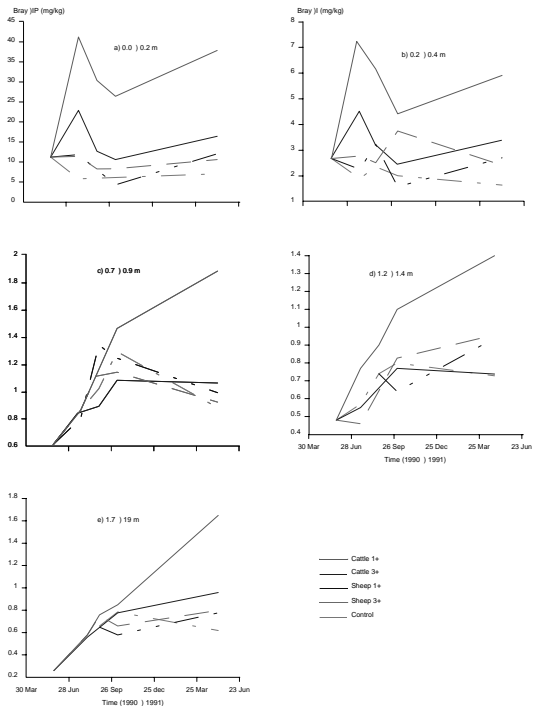 Bray )IP (mg/kg)
45
40
35
30
25
20
15
10
5
0
a) 0.0 ) 0.2 m
Bray )I (mg/kg)
8
7
6
5
4
3
2
1
b) 0.2 ) 0.4 m
2
1.8
1.6
1.4
1.2
1
0.8
0.6
c) 0.7 ) 0.9 m
1.4
1.3
1.2
1.1
1
0.9
0.8
0.7
0.6
0.5
0.4
d) 1.2 ) 1.4 m
30 Mar 28 Jun 26 Sep 25 Dec 25 Mar 23 Jun
Time (1990 ) 1991)
1.8
1.6
1.4
1.2
1
0.8
0.6
0.4
0.2
e) 1.7 ) 19 m
30 Mar 28 Jun 26 Sep 25 dec 25 Mar 23 Jun
Time (1990 ) 1991)
Cattle 1+
Cattle 3+
Sheep 1+
Sheep 3+
Control